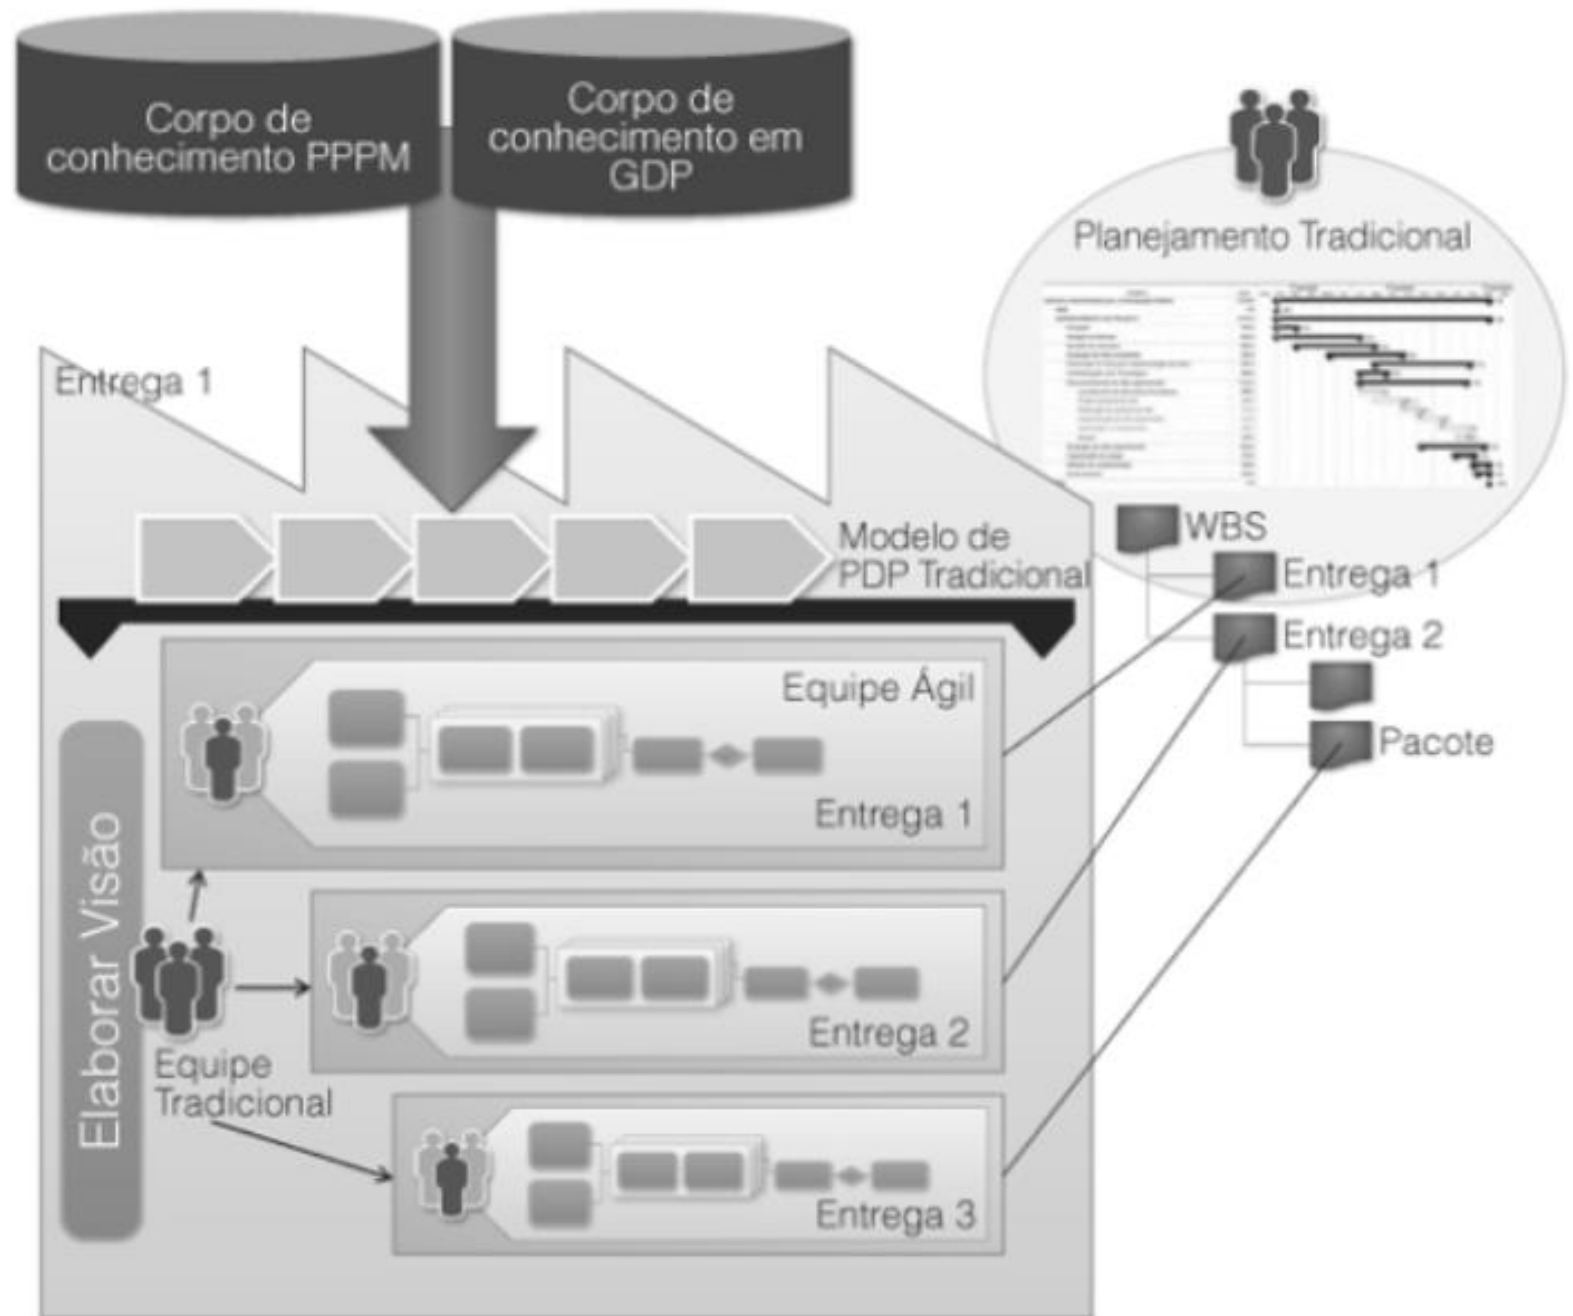 Corpo de
conhecimento PPPM
Corpo de
conhecimento em
GDP
Planejamento Tradicional
Entrega 1
Modelo de
PDP Tradicional
WBS
Entrega 1
Entrega 2
Pacote
Elaborar Visão
Equipe Ágil
Entrega 1
Equipe
Tradicional
Entrega 2
Entrega 3